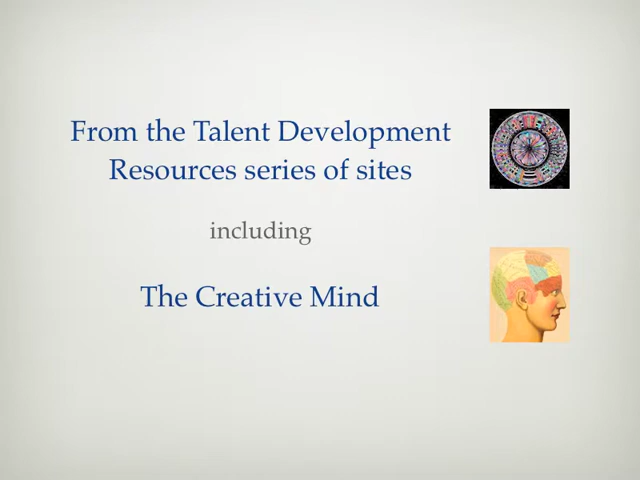 From the Talent Development
Resources series of sites
including
The Creative Mind